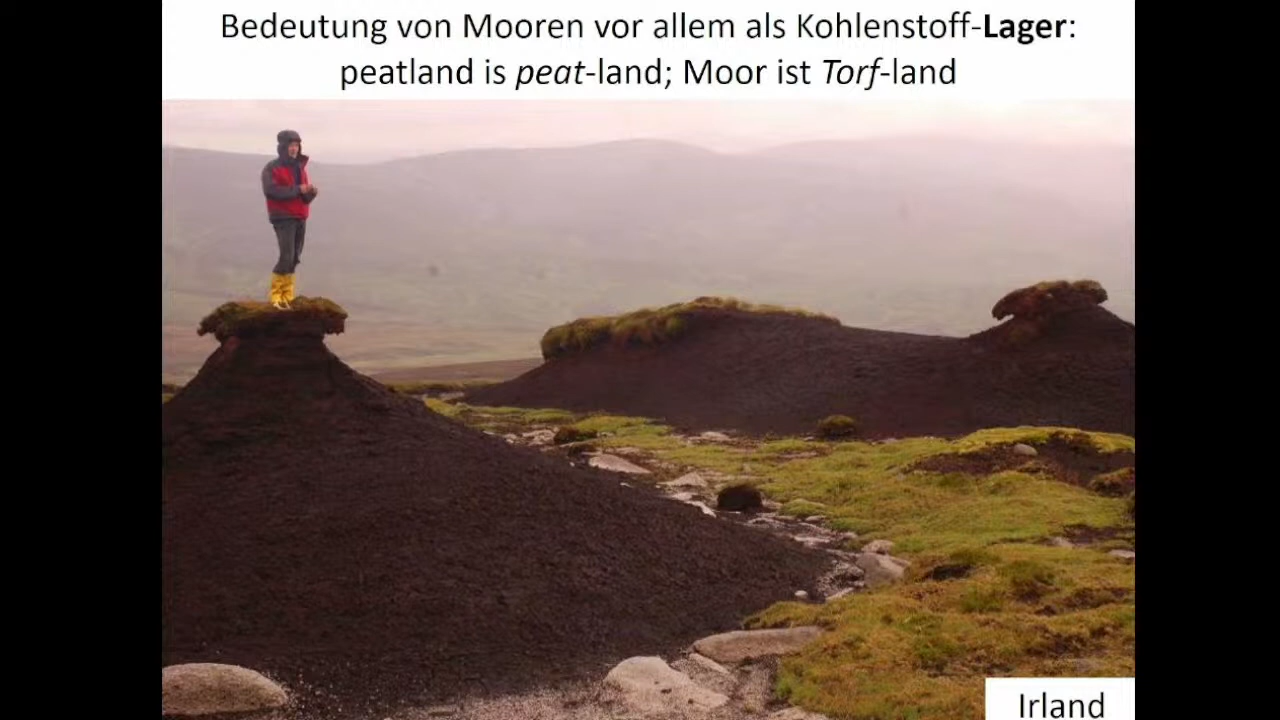 Bedeutung von Mooren vor allem als Kohlenstoff-Lager:
peatland is peat-land; Moor ist Torf-land
Irland